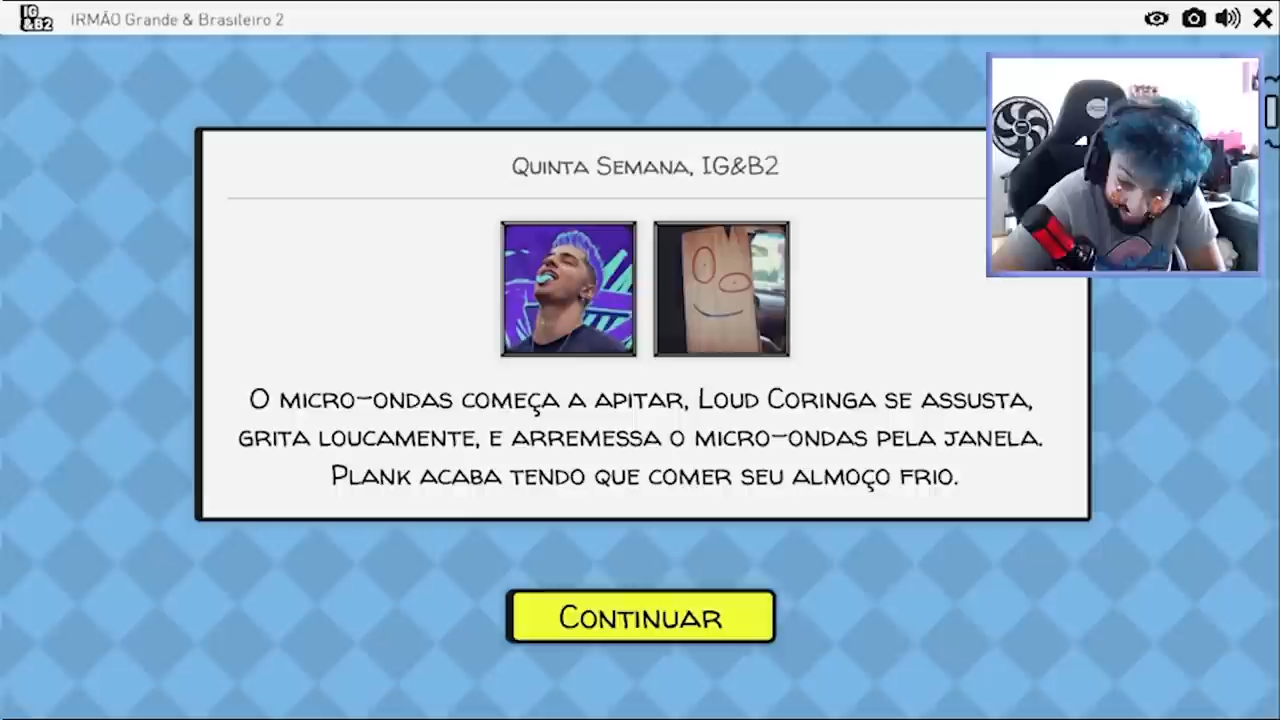 IG
&B2
IRMÃO Grande & Brasileiro 2
Quinta Semana, IG&B2
O micro-ondas começa a apitar, Loud Coringa se assusta,
grita loucamente, e arremessa o micro-ondas pela janela.
Plank acaba tendo que comer seu almoço frio.
Continuar